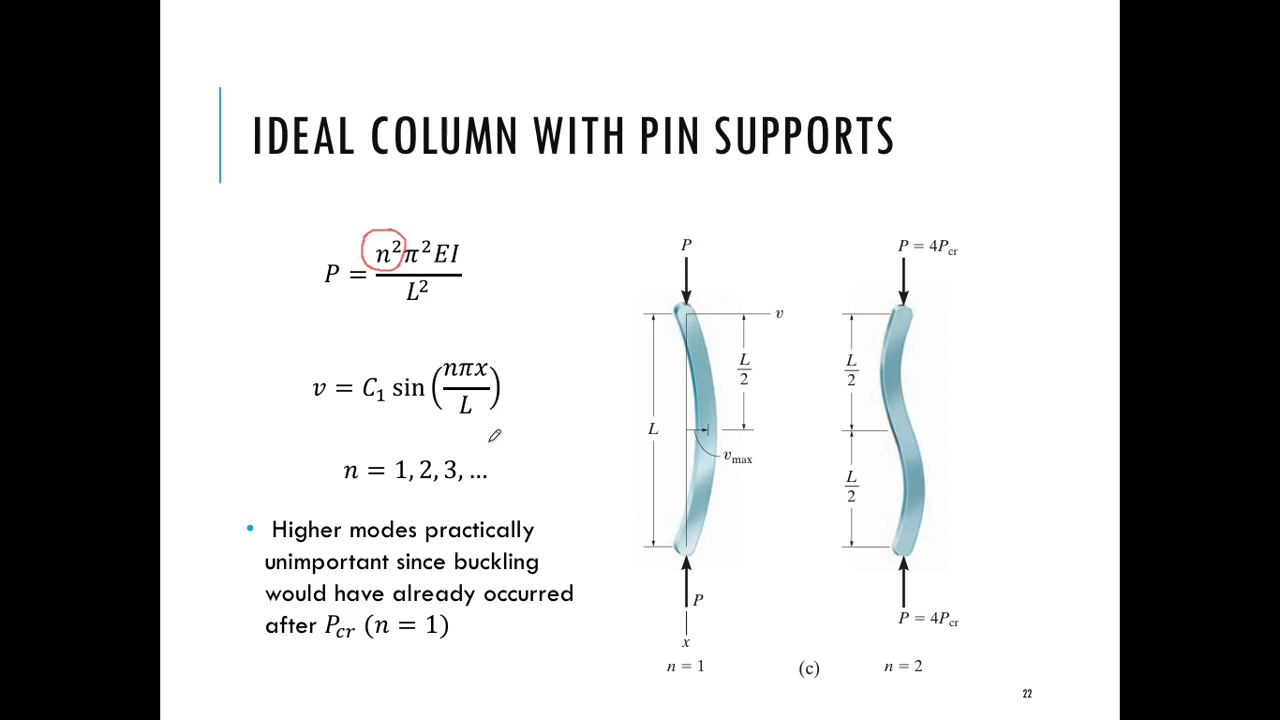 IDEAL COLUMN WITH PIN SUPPORTS
P = n²π²EI / L²
v = C₁ sin (nπx / L)
n = 1, 2, 3, …
• Higher modes practically
unimportant since buckling
would have already occurred
after P_cr (n = 1)
P
v
L/2
L
v_max
P
x
n = 1
(c)
P = 4P_cr
L/2
L/2
P = 4P_cr
n = 2
22